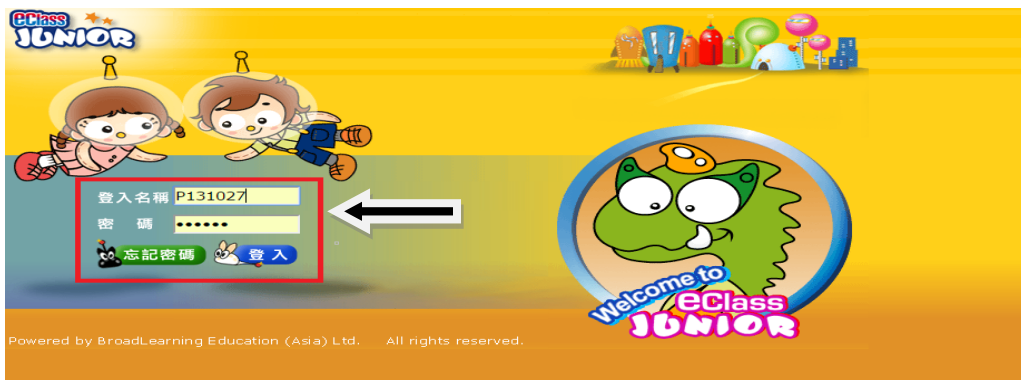 eClass
JUNIOR
登入名稱 P131027
密 碼 ••••••
忘記密碼 登入
Welcome to
eClass
JUNIOR
Powered by BroadLearning Education (Asia) Ltd. All rights reserved.